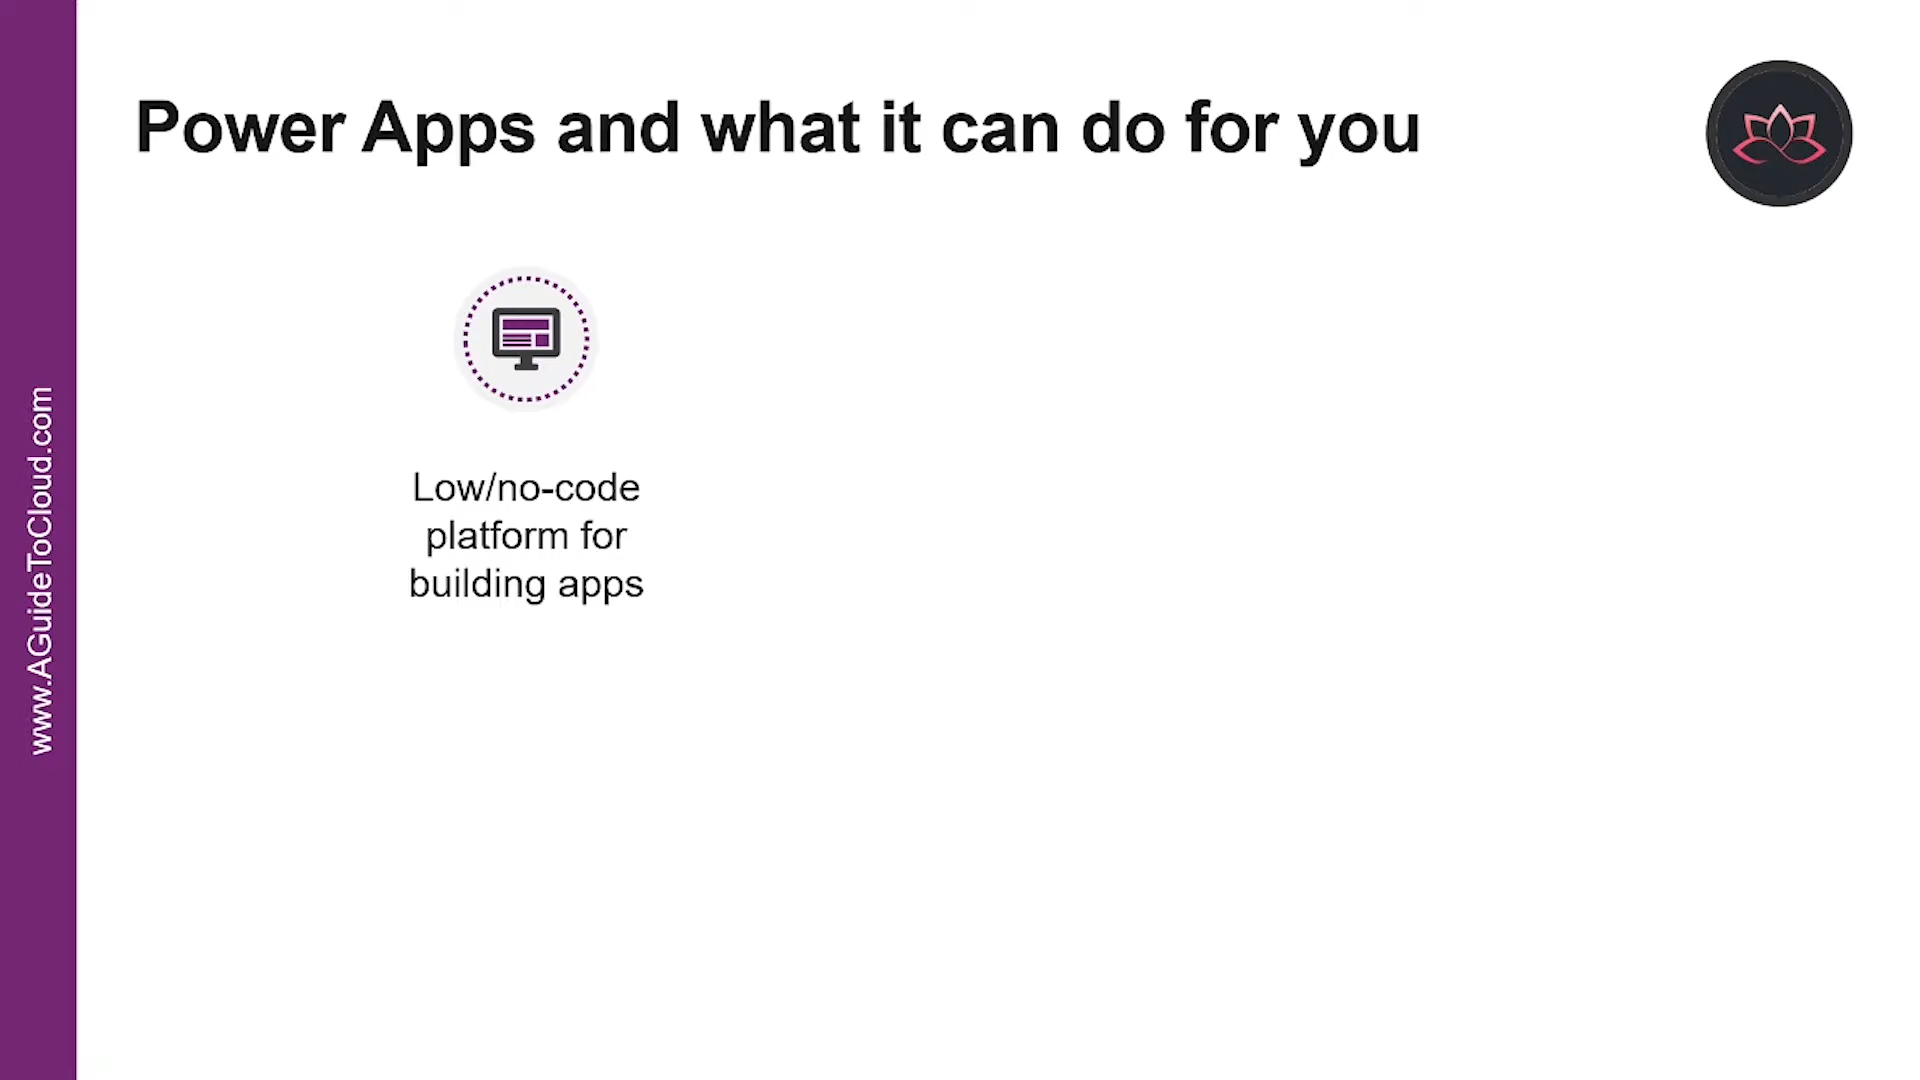 Power Apps and what it can do for you
Low/no-code
platform for
building apps
www.AGuideToCloud.com